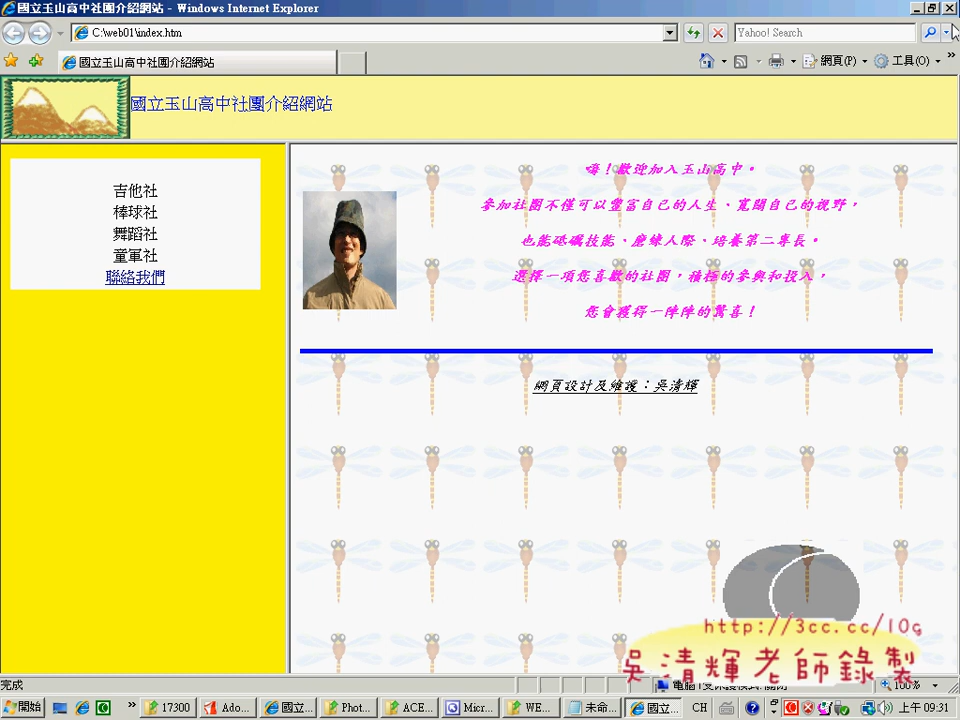 國立玉山高中社團介紹網站 - Windows Internet Explorer
C:\web01\index.htm
Yahoo! Search
國立玉山高中社團介紹網站
網頁(P)
工具(O)
國立玉山高中社團介紹網站
吉他社
棒球社
舞蹈社
童軍社
聯絡我們
嗨！歡迎加入玉山高中。
參加社團不僅可以豐富自己的人生、寬闊自己的視野，
也能砥礪技能、磨練人際、培養第二專長。
選擇一項您喜歡的社團，積極的參與和投入，
您會獲得一陣陣的驚喜！
網頁設計及維護：吳清輝
http://3cc.cc/10g
吳清輝老師錄製
完成
100%
開始
17300
Ado...
國立...
Phot...
ACE...
Micr...
WE...
未命...
國立...
CH
上午 09:31